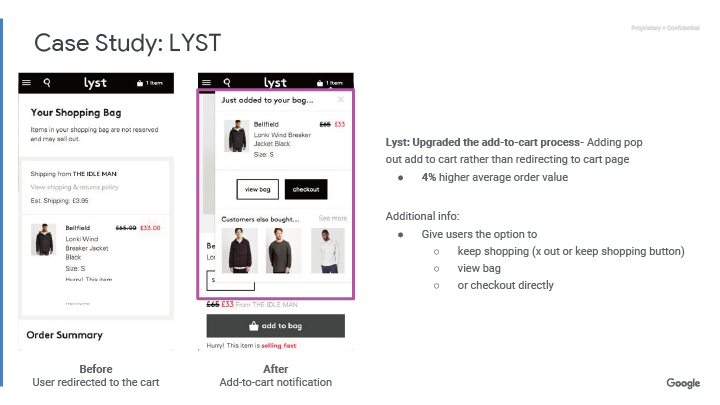 Proprietary + Confidential
Case Study: LYST
lyst
1 Item
Your Shopping Bag
Items in your shopping bag are not reserved
and may sell out.
Shipping from THE IDLE MAN
View shipping & returns policy
Est. Shipping: £3.95
Bellfield £65.00 £33.00
Lonki Wind
Breaker Jacket
Black
Size: S
Hurry! This item
Order Summary
Before
User redirected to the cart
lyst
1 Item
Just added to your bag...
Bellfield £65 £33
Lonki Wind Breaker
Jacket Black
Size: S
view bag checkout
Customers also bought... See more
Be
Lo
S
£65 £33 From THE IDLE MAN
add to bag
Hurry! This item is selling fast
After
Add-to-cart notification
Lyst: Upgraded the add-to-cart process- Adding pop
out add to cart rather than redirecting to cart page
● 4% higher average order value
Additional info:
● Give users the option to
○ keep shopping (x out or keep shopping button)
○ view bag
○ or checkout directly
Google